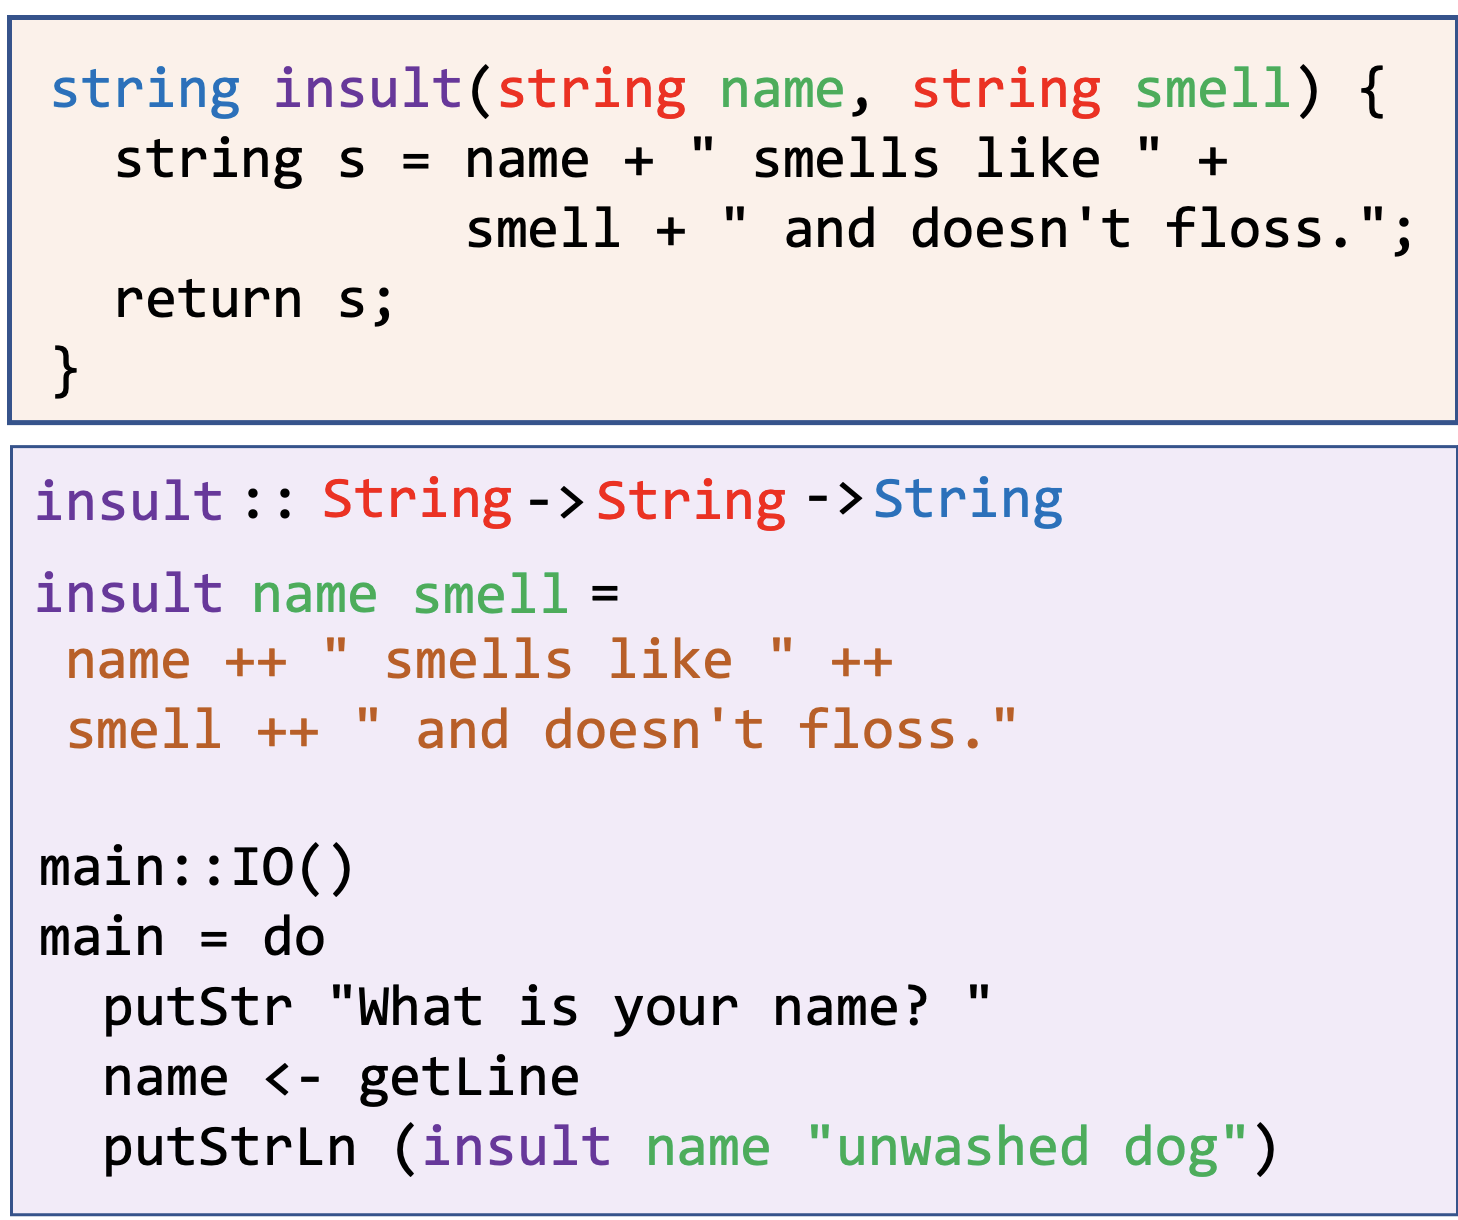 string insult(string name, string smell) {
  string s = name + " smells like " +
             smell + " and doesn't floss.";
  return s;
}
insult :: String -> String -> String
insult name smell =
 name ++ " smells like " ++
 smell ++ " and doesn't floss."
main::IO()
main = do
  putStr "What is your name? "
  name <- getLine
  putStrLn (insult name "unwashed dog")